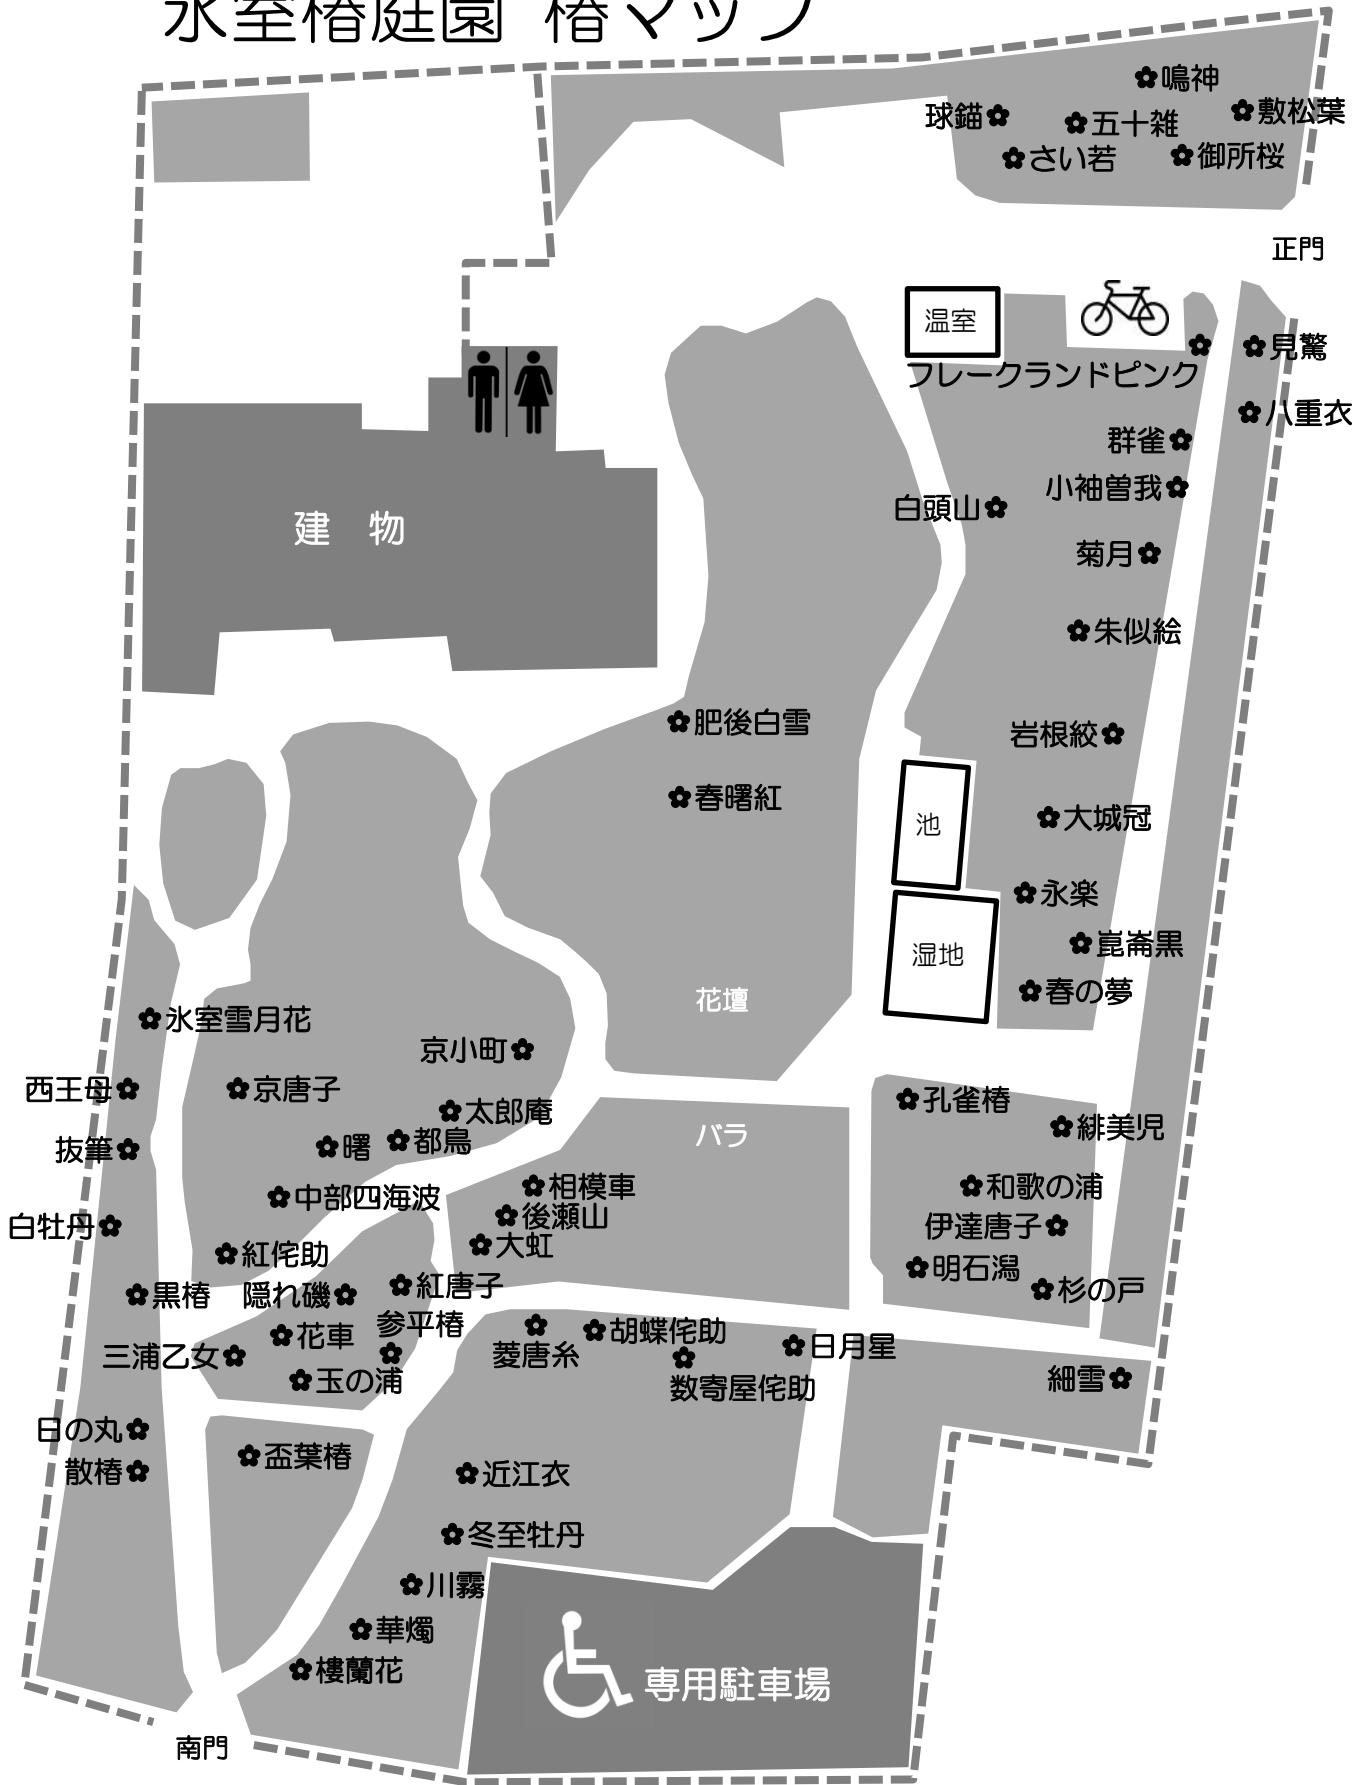 氷室椿庭園 椿マップ
鳴神
球錨
五十雑
敷松葉
さい若
御所桜
正門
温室
フレークランドピンク
見驚
八重衣
群雀
小袖曽我
白頭山
菊月
建 物
朱似絵
肥後白雪
岩根絞
春曙紅
大城冠
池
永楽
崑崙黒
湿地
春の夢
花壇
氷室雪月花
京小町
西王母
京唐子
孔雀椿
太郎庵
緋美児
抜筆
曙
都鳥
バラ
中部四海波
相模車
和歌の浦
後瀬山
白牡丹
伊達唐子
紅侘助
大虹
明石潟
黒椿
隠れ磯
紅唐子
杉の戸
花車
参平椿
胡蝶侘助
日月星
三浦乙女
菱唐糸
玉の浦
数寄屋侘助
細雪
日の丸
盃葉椿
散椿
近江衣
冬至牡丹
川霧
華燭
楼蘭花
専用駐車場
南門